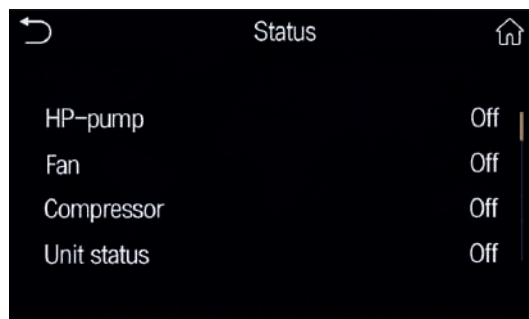 Status
HP-pump Off
Fan Off
Compressor Off
Unit status Off